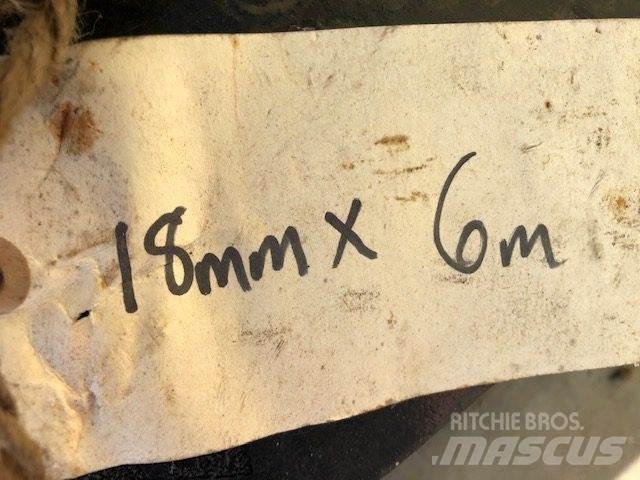 18mm x 6m
RITCHIE BROS.
MASCUS